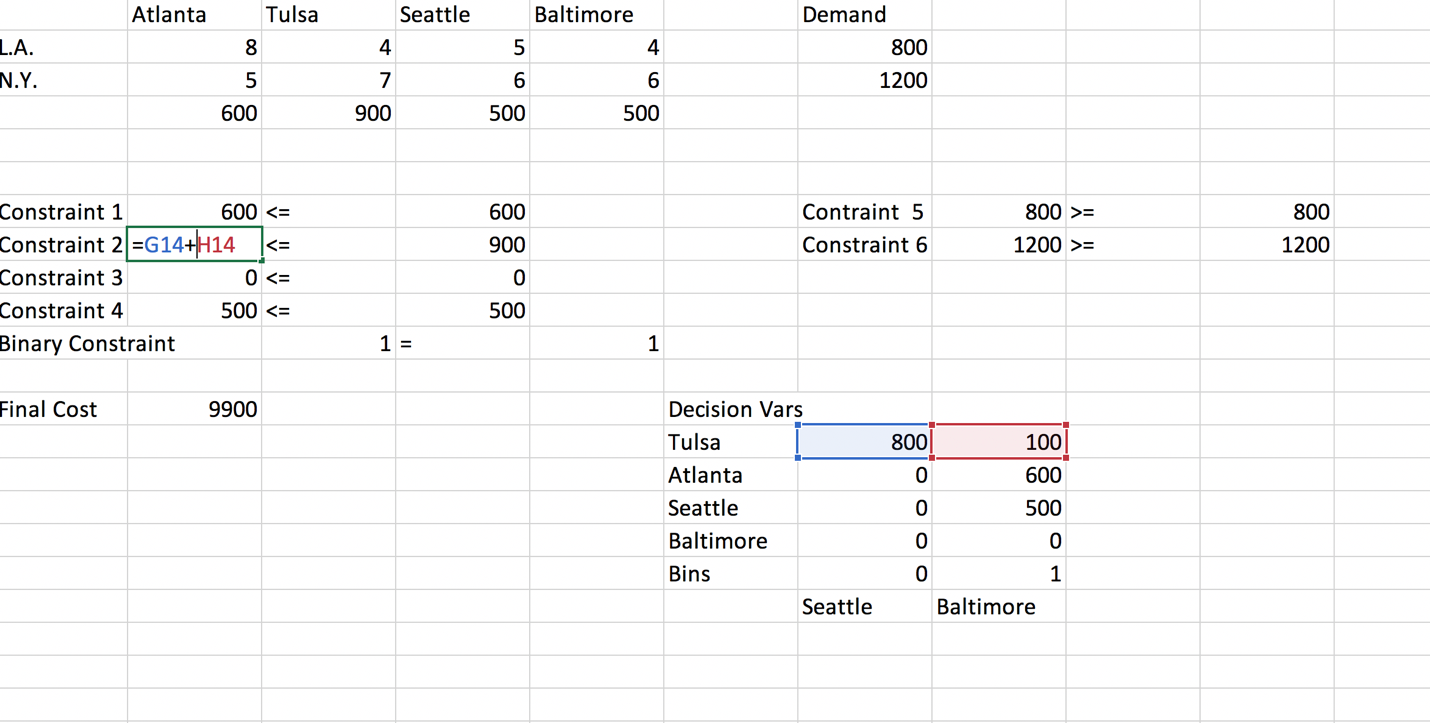 Atlanta Tulsa Seattle Baltimore Demand
L.A. 8 4 5 4 800
N.Y. 5 7 6 6 1200
600 900 500 500
Constraint 1 600 <= 600 Contraint 5 800 >= 800
Constraint 2 =G14+H14 <= 900 Constraint 6 1200 >= 1200
Constraint 3 0 <= 0
Constraint 4 500 <= 500
Binary Constraint 1 = 1
Final Cost 9900 Decision Vars
Tulsa 800 100
Atlanta 0 600
Seattle 0 500
Baltimore 0 0
Bins 0 1
Seattle Baltimore